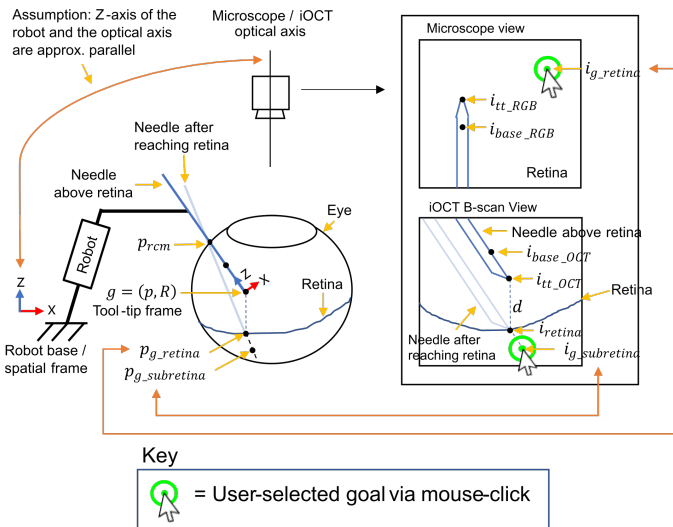 Assumption: Z-axis of the
robot and the optical axis
are approx. parallel
Microscope / iOCT
optical axis
Needle after
reaching retina
Needle
above retina
Eye
p_rcm
Robot
Z
X
g = (p, R)
Tool-tip frame
Z
X
Retina
Z
X
Robot base /
spatial frame
p_g_retina
p_g_subretina
Microscope view
i_g_retina
i_tt_RGB
i_base_RGB
Retina
iOCT B-scan View
Needle above retina
i_base_OCT
i_tt_OCT
Retina
d
i_retina
Needle after
reaching retina
i_g_subretina
Key
= User-selected goal via mouse-click